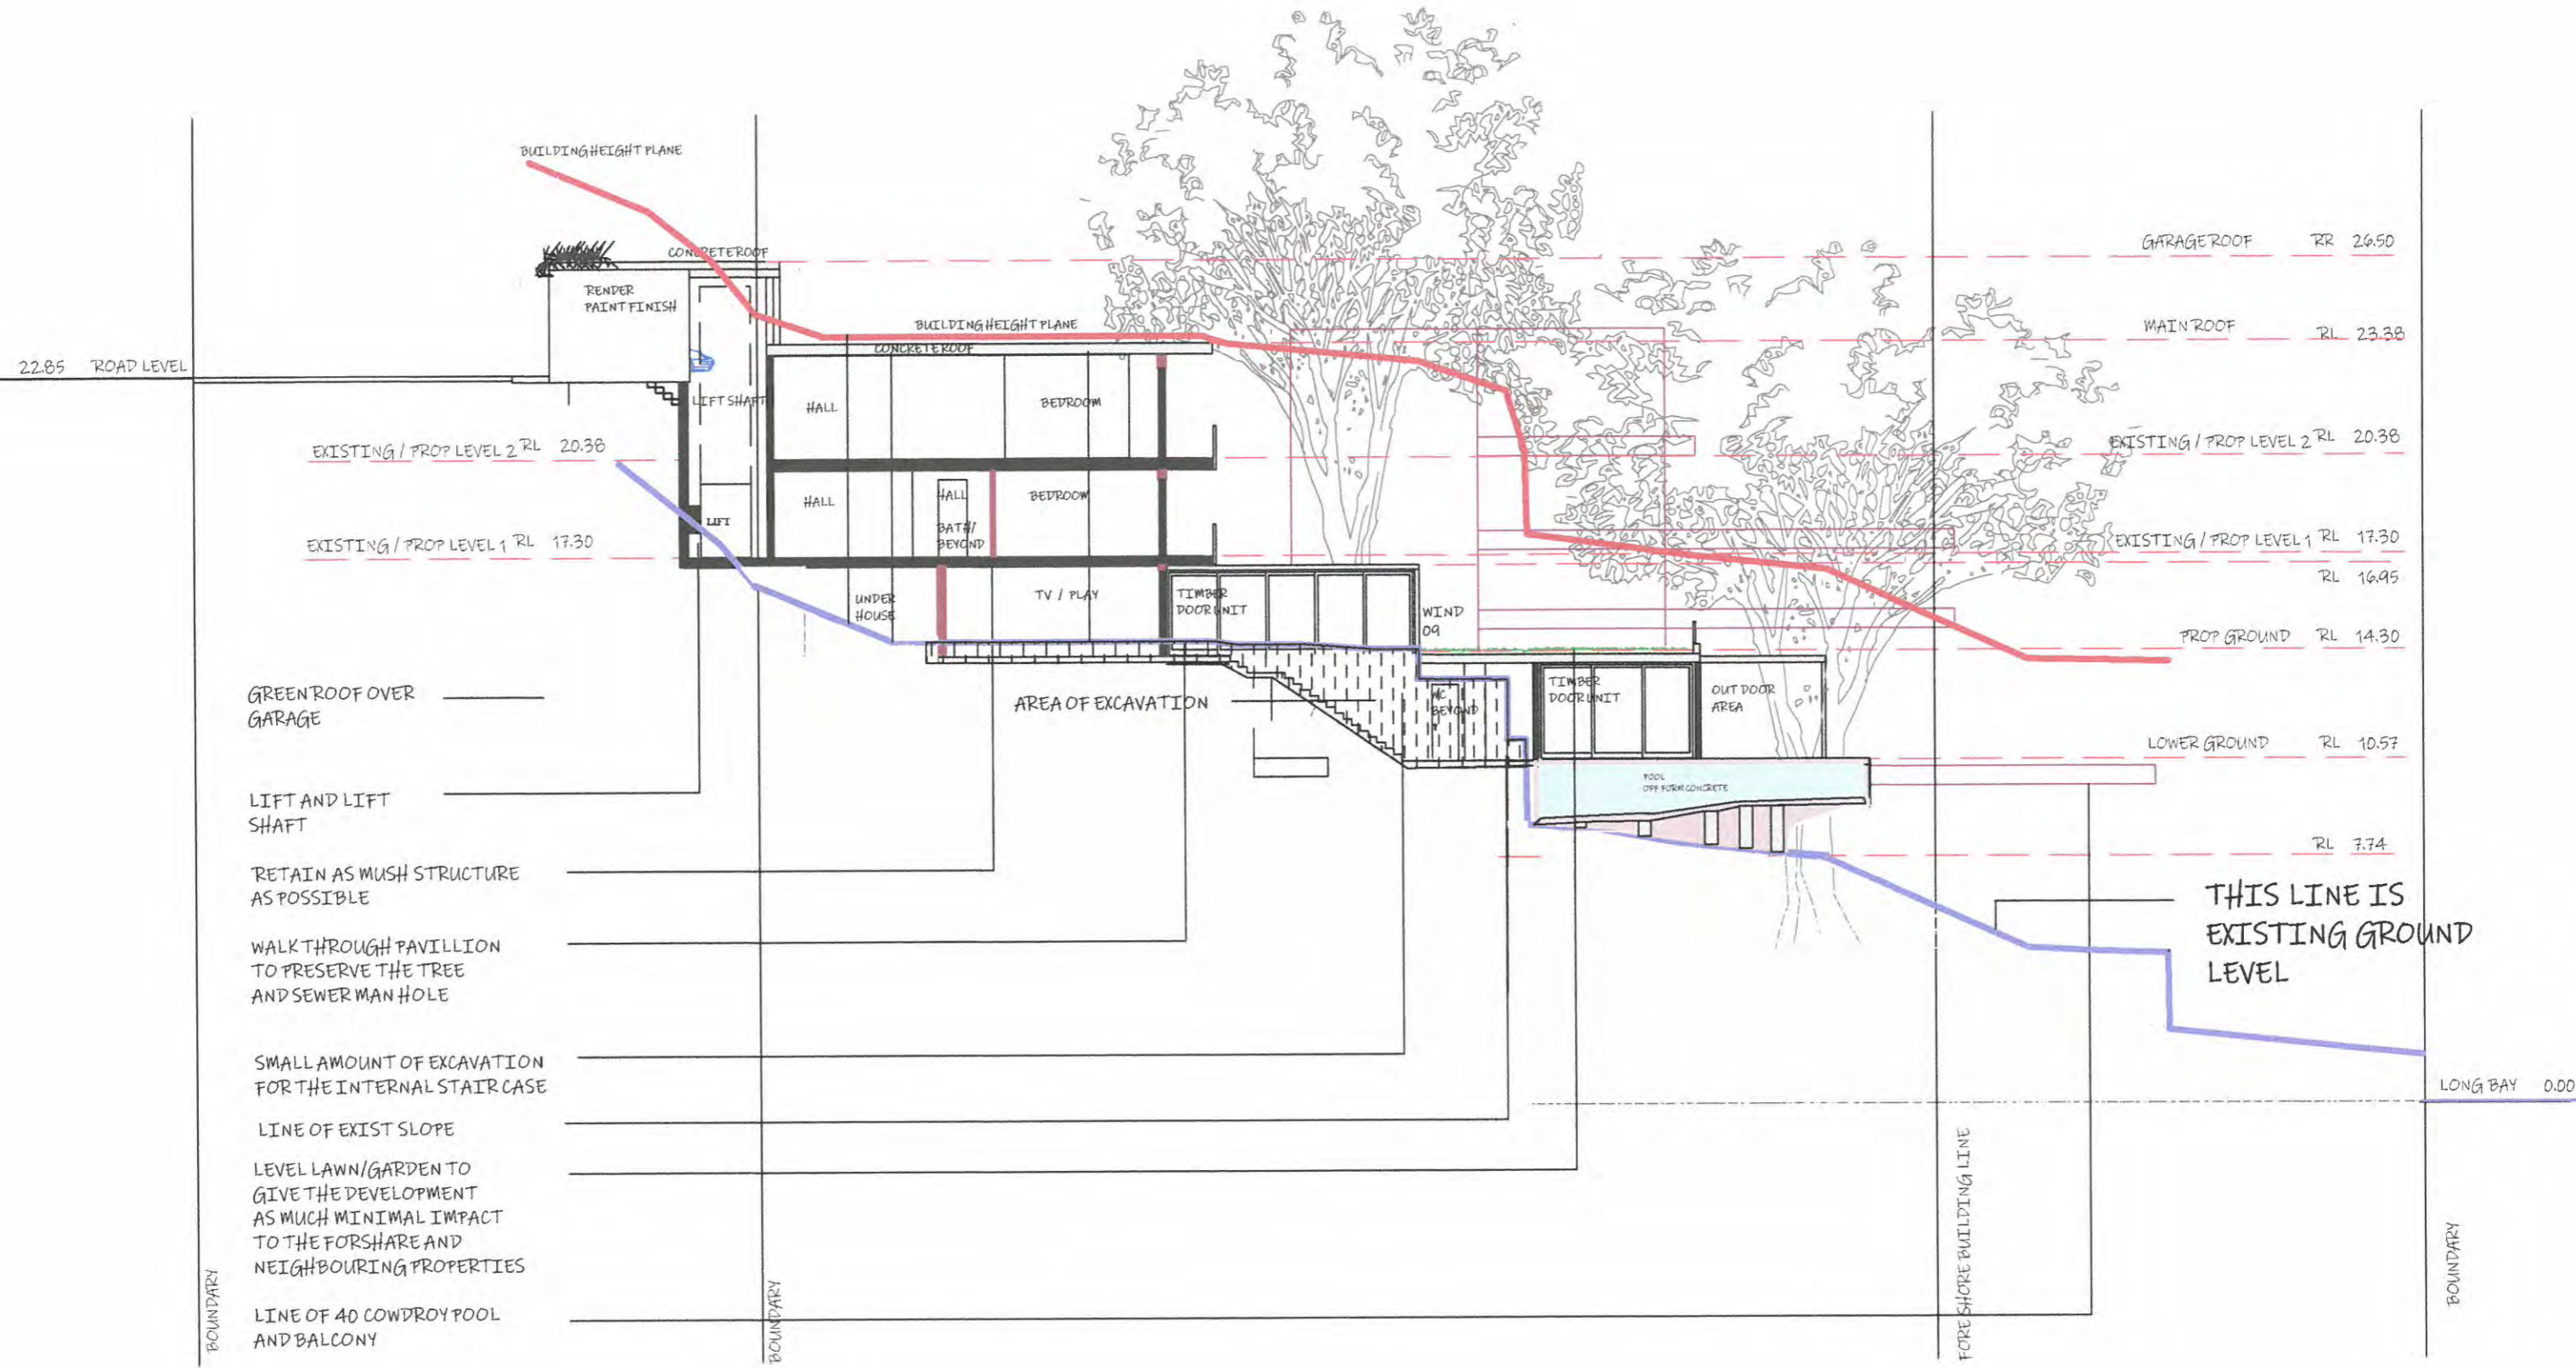 BUILDING HEIGHT PLANE
CONCRETE ROOF
RENDER
PAINT FINISH
BUILDING HEIGHT PLANE
CONCRETE ROOF
22.85 ROAD LEVEL
LIFT SHAFT
HALL
BEDROOM
EXISTING / PROP LEVEL 2 RL 20.38
HALL
HALL
BEDROOM
LIFT
BATH/
BEYOND
EXISTING / PROP LEVEL 1 RL 17.30
UNDER
HOUSE
TV / PLAY
TIMBER
DOOR UNIT
WIND
09
GARAGE ROOF RR 26.50
MAIN ROOF RL 23.38
EXISTING / PROP LEVEL 2 RL 20.38
EXISTING / PROP LEVEL 1 RL 17.30
RL 16.95
PROP GROUND RL 14.30
LOWER GROUND RL 10.57
RL 7.74
AREA OF EXCAVATION
WC
BEYOND
TIMBER
DOOR UNIT
OUTDOOR
AREA
POOL
OFF FORM CONCRETE
GREEN ROOF OVER
GARAGE
LIFT AND LIFT
SHAFT
RETAIN AS MUSH STRUCTURE
AS POSSIBLE
WALK THROUGH PAVILLION
TO PRESERVE THE TREE
AND SEWER MAN HOLE
SMALL AMOUNT OF EXCAVATION
FOR THE INTERNAL STAIR CASE
LINE OF EXIST SLOPE
LEVEL LAWN/GARDEN TO
GIVE THE DEVELOPMENT
AS MUCH MINIMAL IMPACT
TO THE FORSHARE AND
NEIGHBOURING PROPERTIES
LINE OF 40 COWDROY POOL
AND BALCONY
THIS LINE IS
EXISTING GROUND
LEVEL
LONG BAY 0.00
BOUNDARY
BOUNDARY
FORE SHORE BUILDING LINE
BOUNDARY